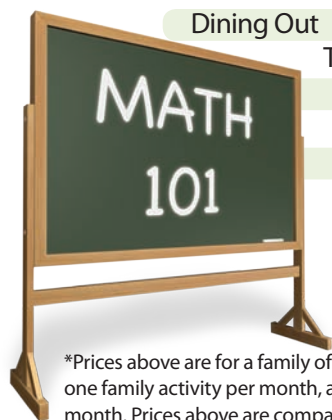 Dining Out
MATH
101
*Prices above are for a family of
one family activity per month, a
month. Prices above are compa